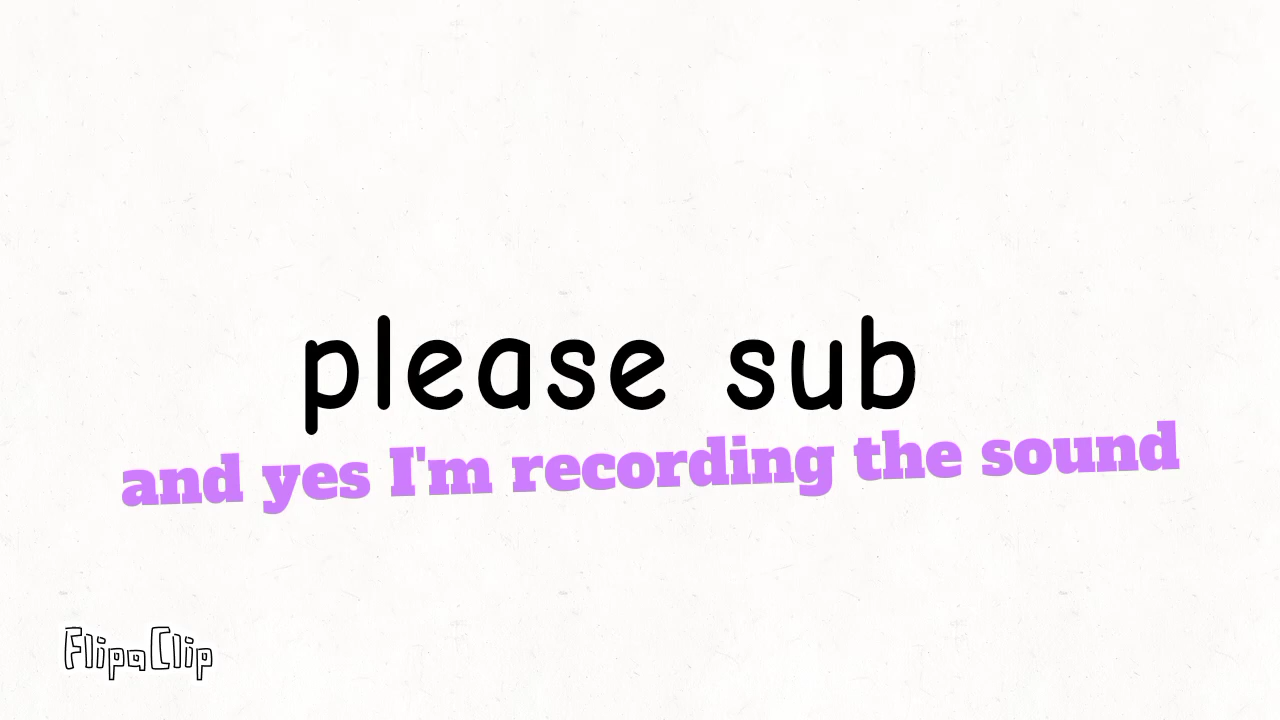 please sub
and yes I'm recording the sound
FlipaClip